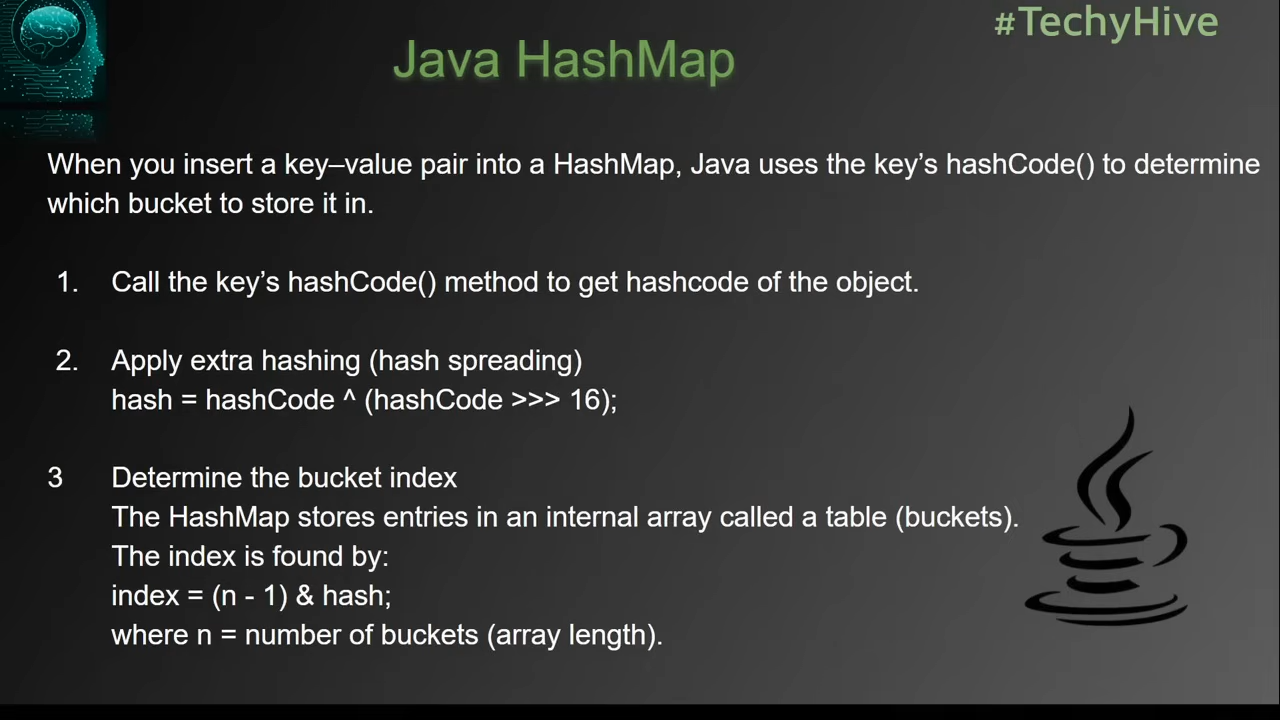 #TechyHive
Java HashMap
When you insert a key–value pair into a HashMap, Java uses the key’s hashCode() to determine
which bucket to store it in.
1. Call the key’s hashCode() method to get hashcode of the object.
2. Apply extra hashing (hash spreading)
hash = hashCode ^ (hashCode >>> 16);
3 Determine the bucket index
The HashMap stores entries in an internal array called a table (buckets).
The index is found by:
index = (n - 1) & hash;
where n = number of buckets (array length).